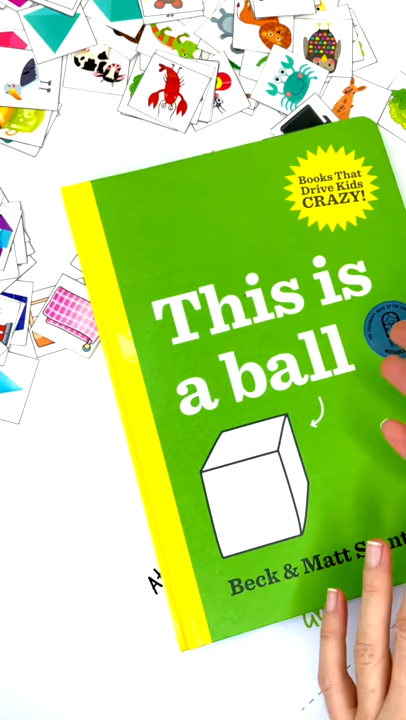 Books That
Drive Kids
CRAZY!
This is
a ball
Beck & Matt